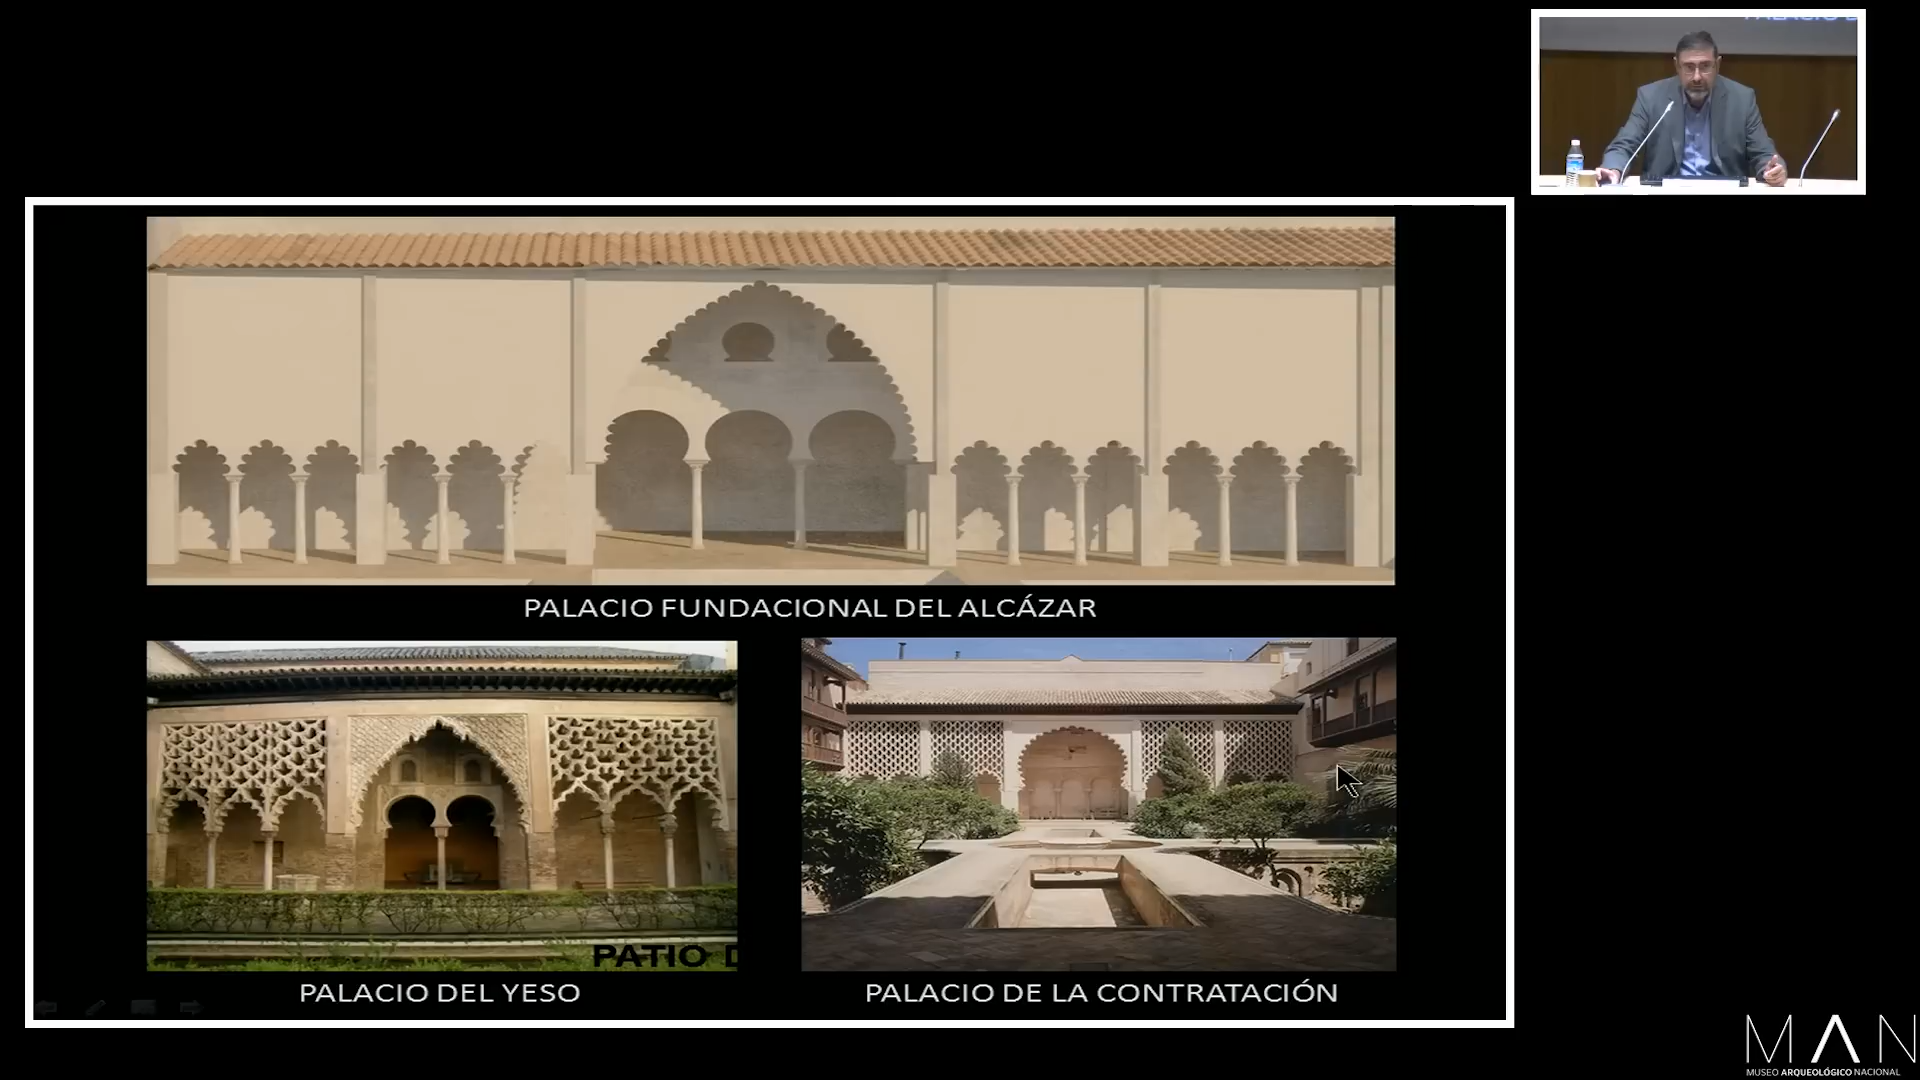 PALACIO FUNDACIONAL DEL ALCÁZAR
PATIO D
PALACIO DEL YESO
PALACIO DE LA CONTRATACIÓN
MAN
MUSEO ARQUEOLÓGICO NACIONAL